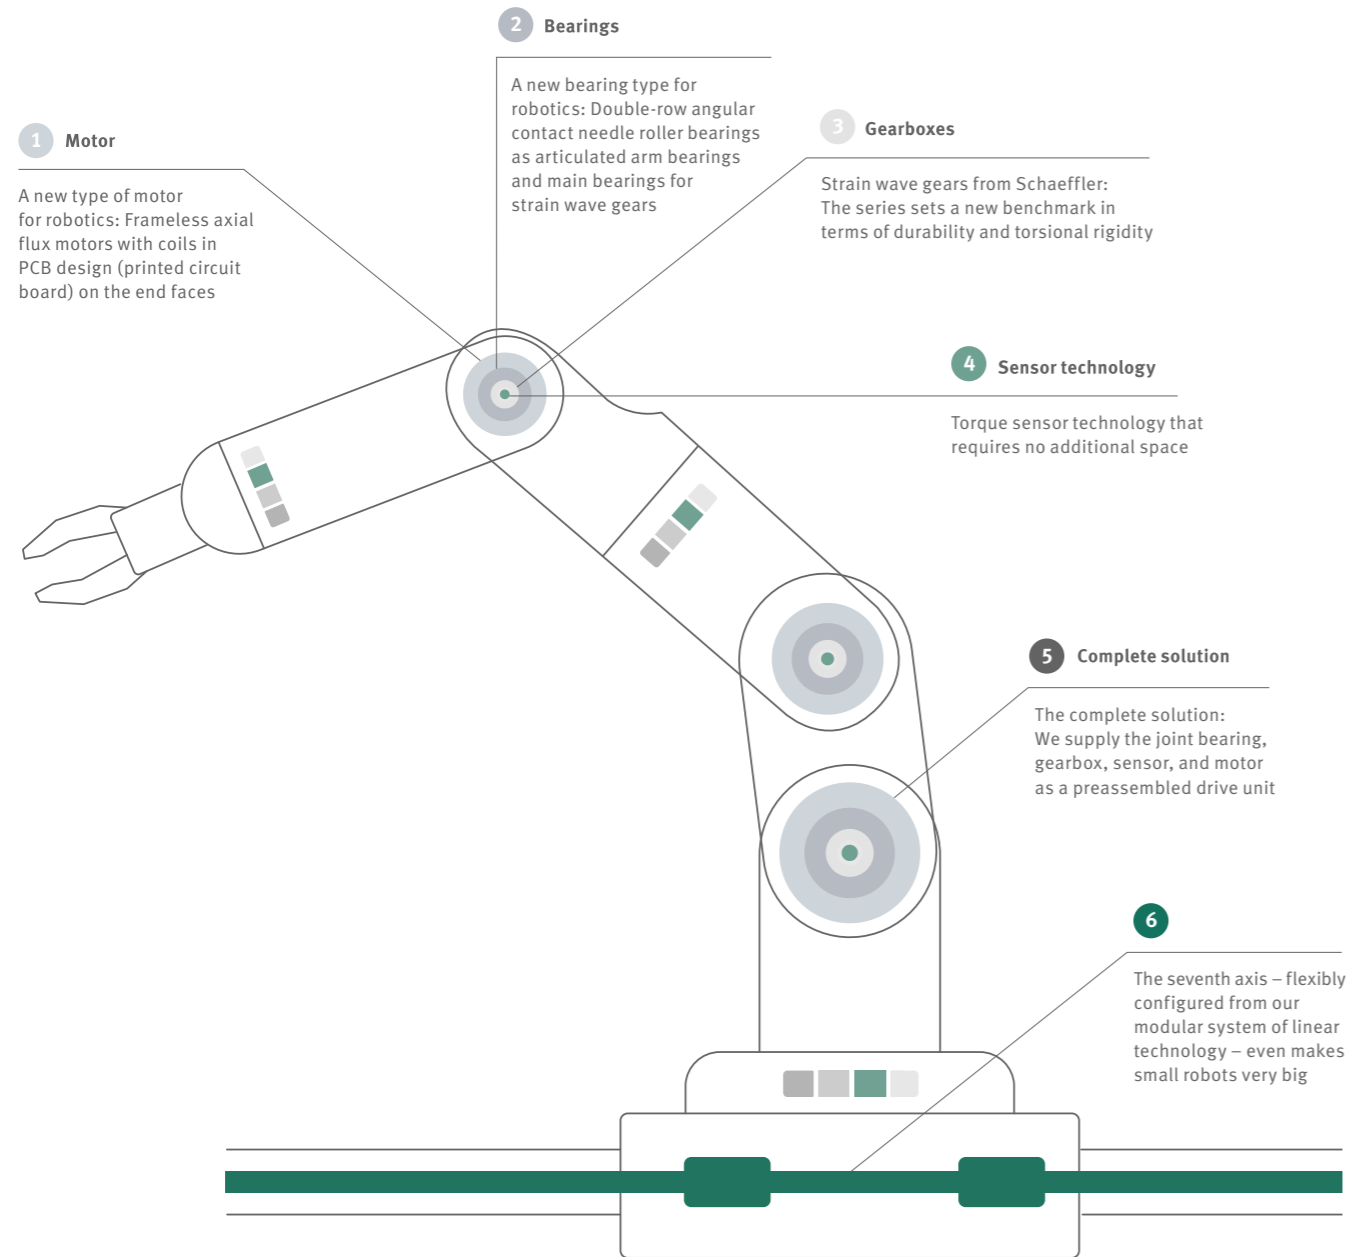 2 Bearings
A new bearing type for
robotics: Double-row angular
contact needle roller bearings
as articulated arm bearings
and main bearings for
strain wave gears
1 Motor
A new type of motor
for robotics: Frameless axial
flux motors with coils in
PCB design (printed circuit
board) on the end faces
3 Gearboxes
Strain wave gears from Schaeffler:
The series sets a new benchmark in
terms of durability and torsional rigidity
4 Sensor technology
Torque sensor technology that
requires no additional space
5 Complete solution
The complete solution:
We supply the joint bearing,
gearbox, sensor, and motor
as a preassembled drive unit
6
The seventh axis – flexibly
configured from our
modular system of linear
technology – even makes
small robots very big